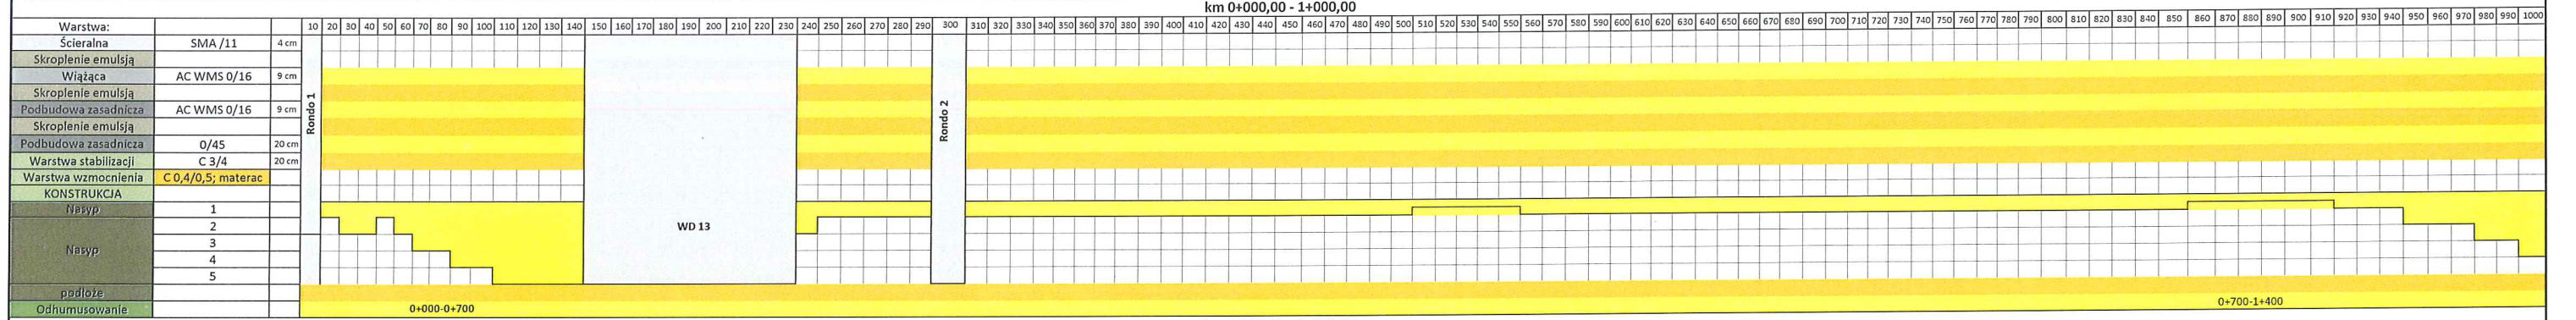 km 0+000,00 - 1+000,00
Warstwa: 10 20 30 40 50 60 70 80 90 100 110 120 130 140 150 160 170 180 190 200 210 220 230 240 250 260 270 280 290 300 310 320 330 340 350 360 370 380 390 400 410 420 430 440 450 460 470 480 490 500 510 520 530 540 550 560 570 580 590 600 610 620 630 640 650 660 670 680 690 700 710 720 730 740 750 760 770 780 790 800 810 820 830 840 850 860 870 880 890 900 910 920 930 940 950 960 970 980 990 1000
Ścieralna SMA /11 4 cm
Skroplenie emulsją
Wiążąca AC WMS 0/16 9 cm
Skroplenie emulsją
Podbudowa zasadnicza AC WMS 0/16 9 cm
Rondo 1
Rondo 2
Skroplenie emulsją
Podbudowa zasadnicza 0/45 20 cm
Warstwa stabilizacji C 3/4 20 cm
Warstwa wzmocnienia C 0,4/0,5; materac
KONSTRUKCJA
Nasyp 1
2
WD 13
3
Nasyp
4
5
podłoże
Odhumusowanie 0+000-0+700 0+700-1+400